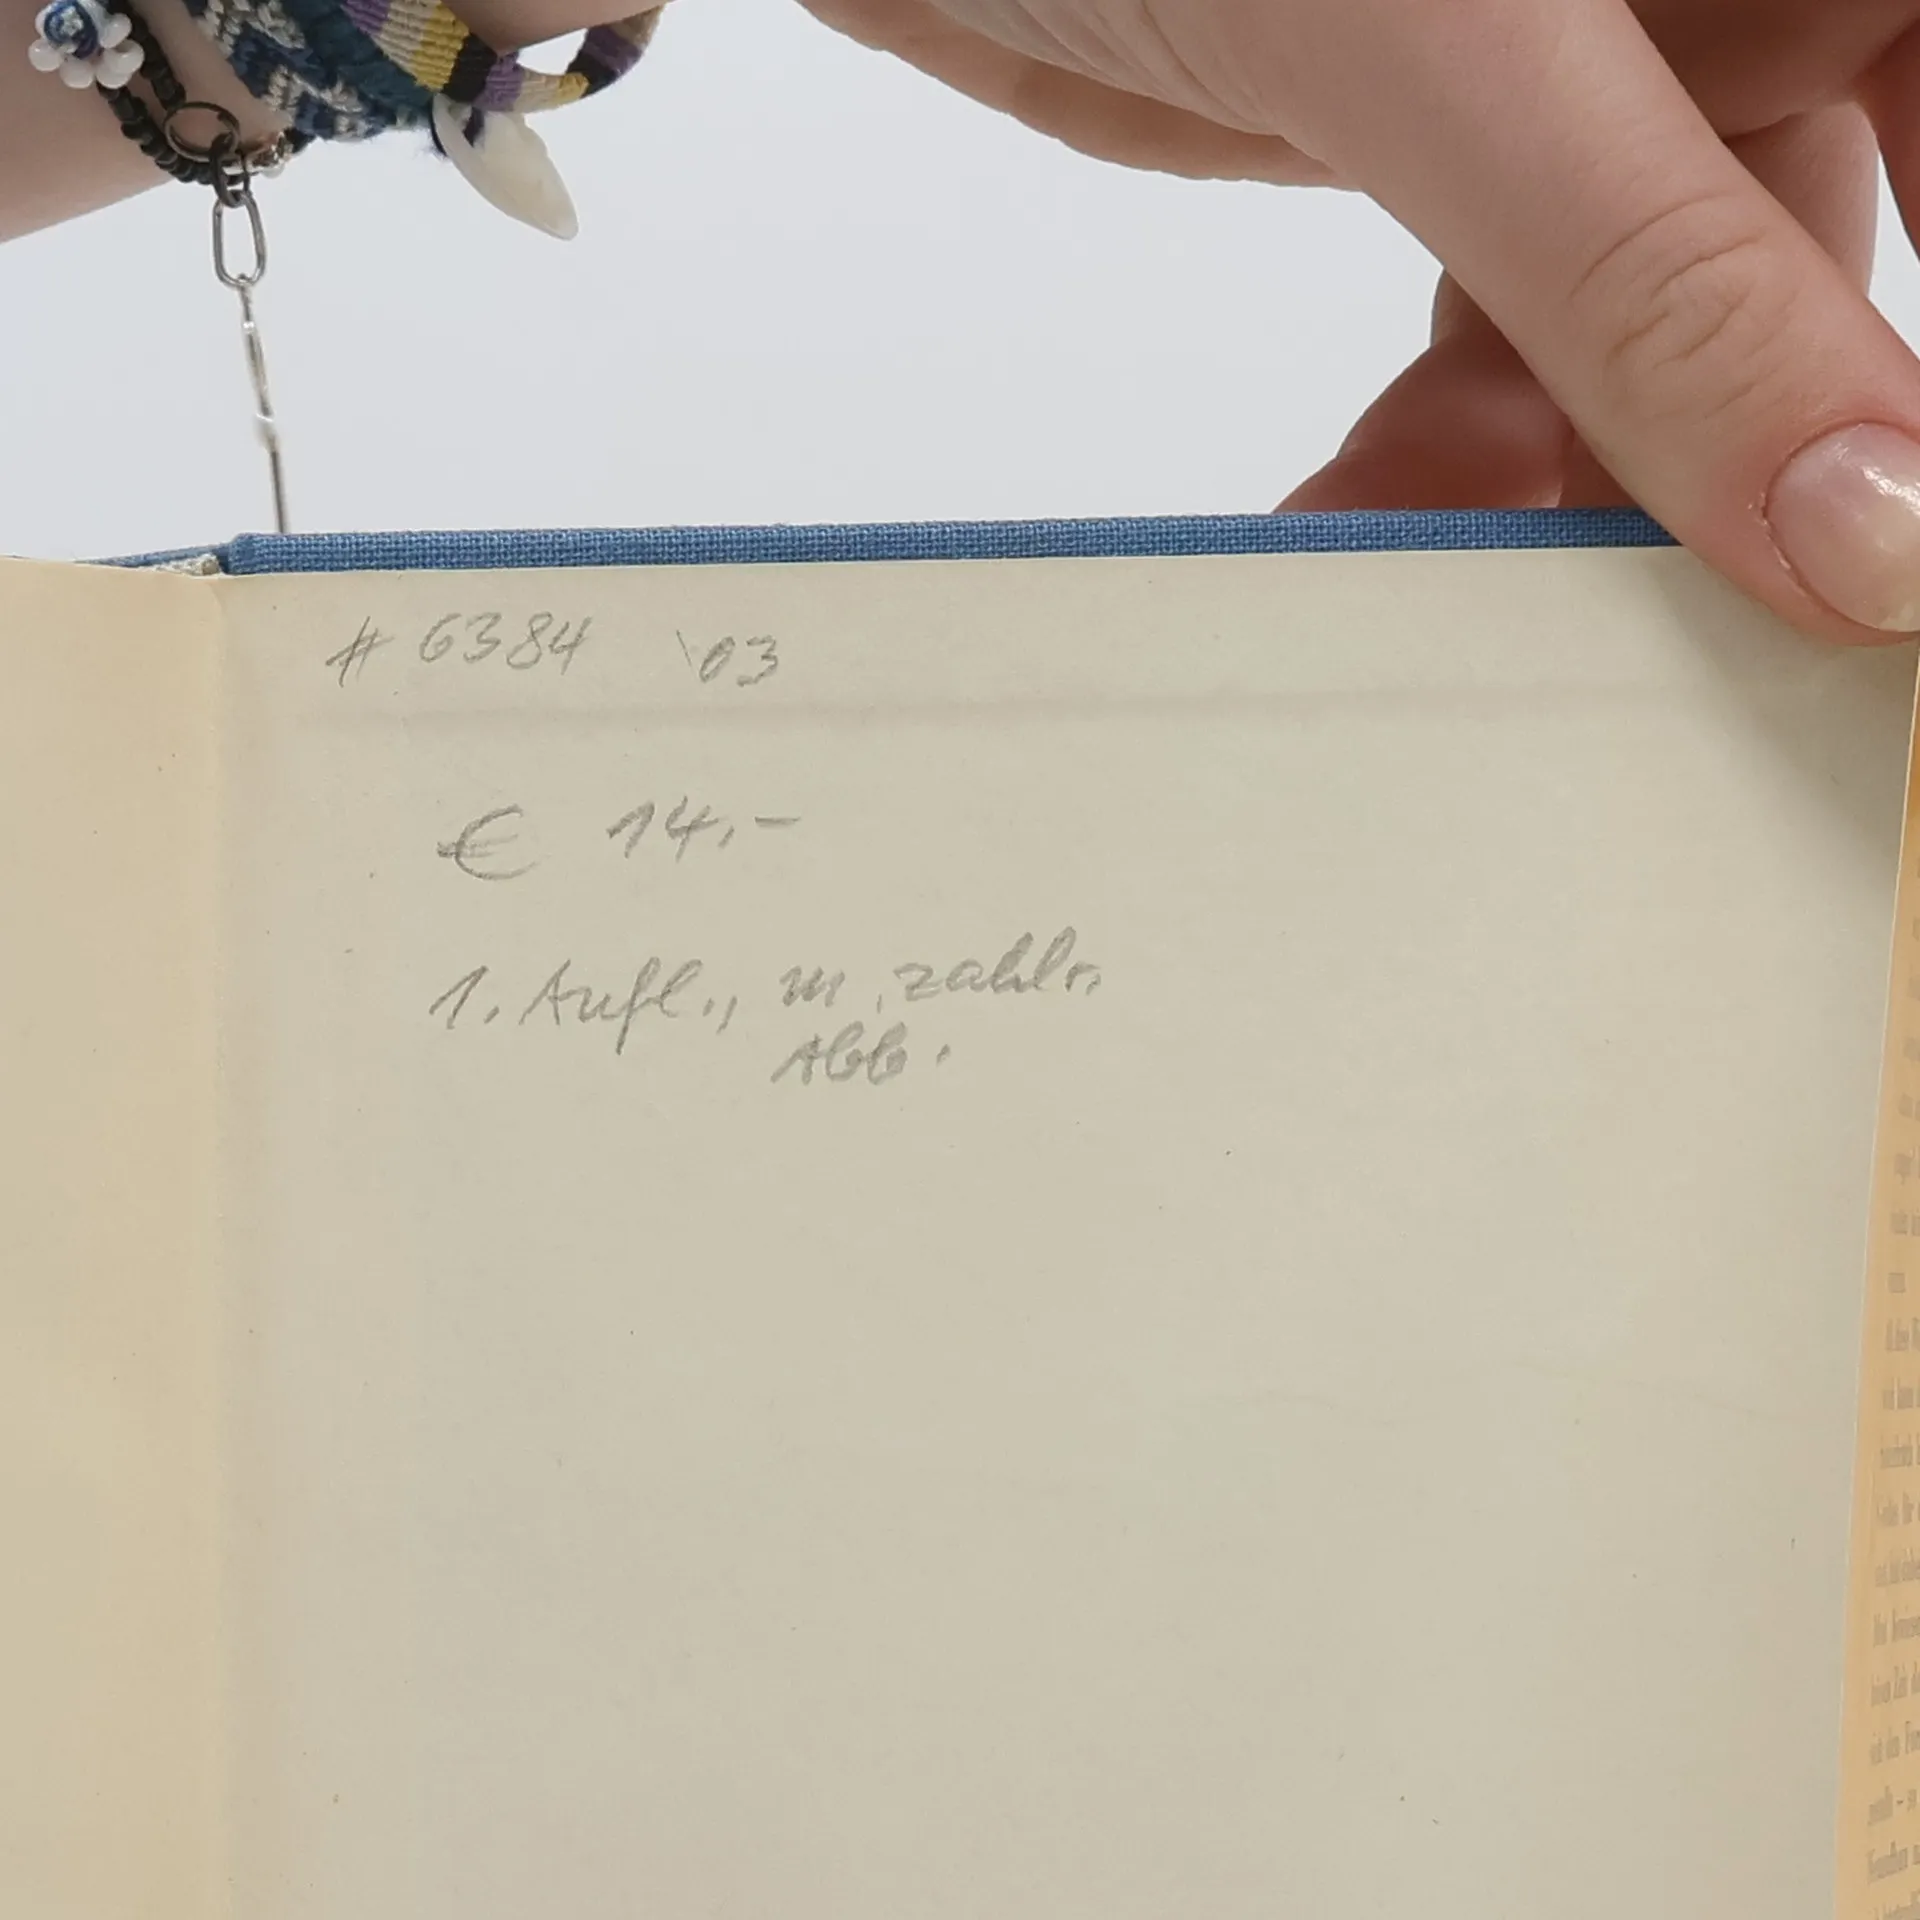 # 6384 \03
€ 14,-
1. Aufl., m. zahlr.
Abb.